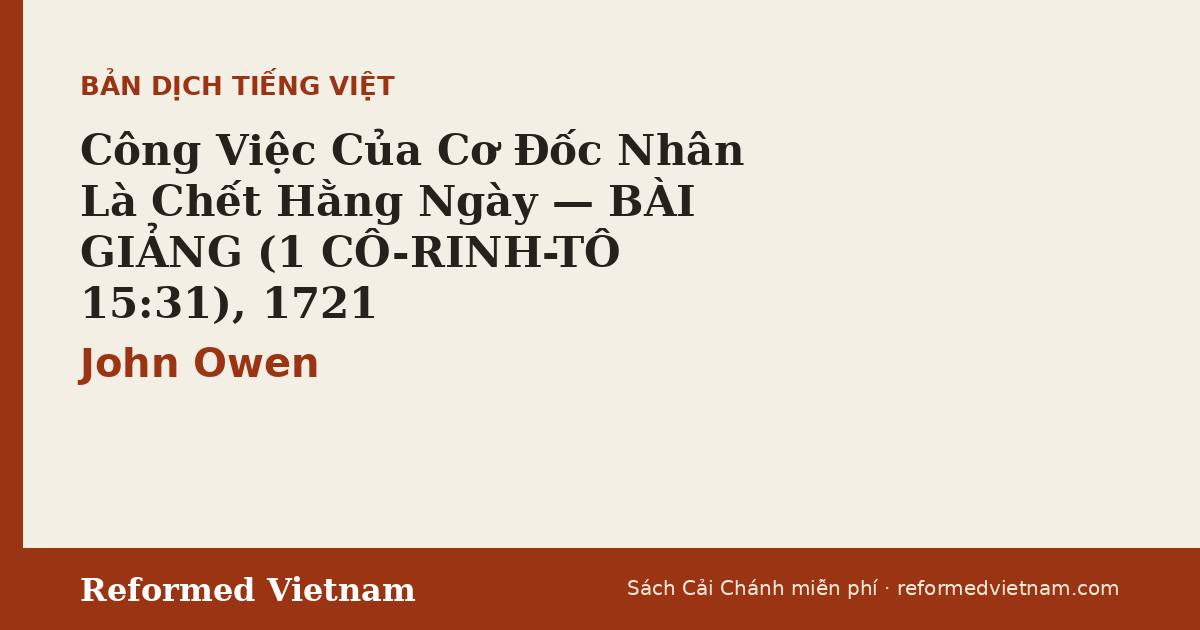 BẢN DỊCH TIẾNG VIỆT
Công Việc Của Cơ Đốc Nhân
Là Chết Hằng Ngày — BÀI
GIẢNG (1 CÔ-RINH-TÔ
15:31), 1721
John Owen
Reformed Vietnam
Sách Cải Chánh miễn phí · reformedvietnam.com